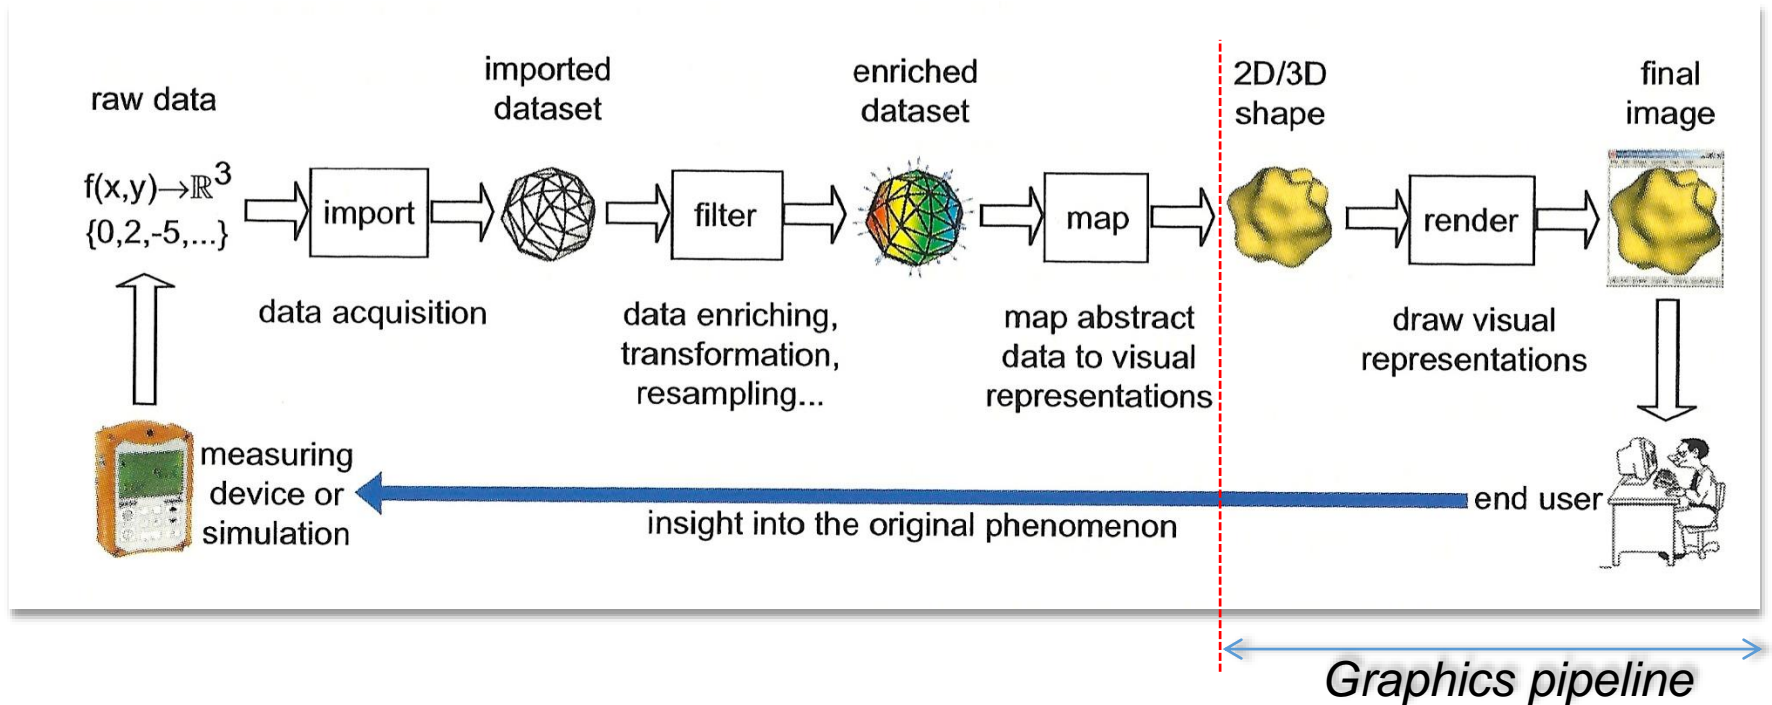 raw data
f(x,y)→ℝ³
{0,2,-5,...}
import
data acquisition
imported
dataset
filter
data enriching,
transformation,
resampling...
enriched
dataset
map
map abstract
data to visual
representations
2D/3D
shape
render
draw visual
representations
final
image
measuring
device or
simulation
insight into the original phenomenon
end user
Graphics pipeline